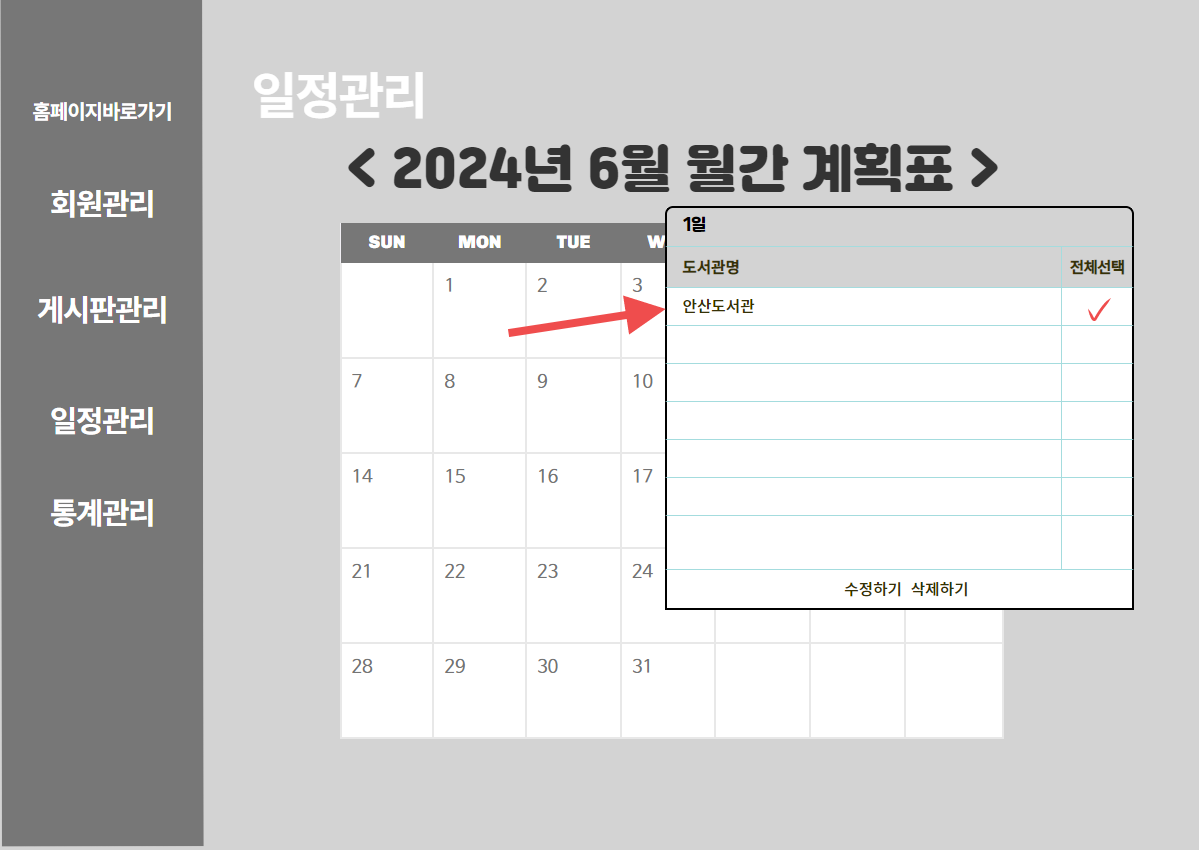 홈페이지바로가기
회원관리
게시판관리
일정관리
통계관리
일정관리
< 2024년 6월 월간 계획표 >
SUN MON TUE W
1 2 3
7 8 9 10
14 15 16 17
21 22 23 24
28 29 30 31
1일
도서관명 전체선택
안산도서관
수정하기 삭제하기